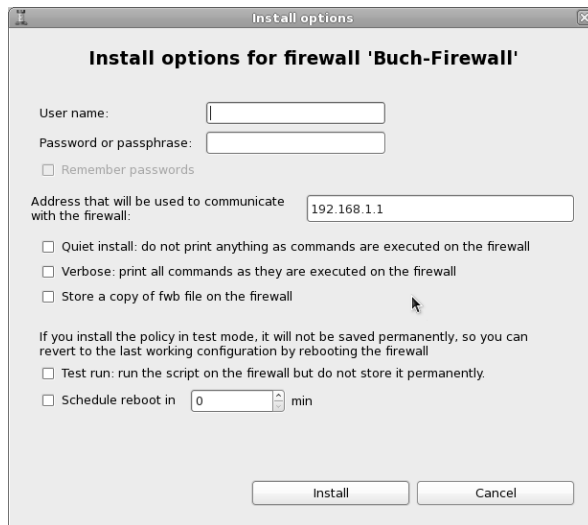 Install options
Install options for firewall 'Buch-Firewall'
User name:
Password or passphrase:
Remember passwords
Address that will be used to communicate
with the firewall:
192.168.1.1
Quiet install: do not print anything as commands are executed on the firewall
Verbose: print all commands as they are executed on the firewall
Store a copy of fwb file on the firewall
If you install the policy in test mode, it will not be saved permanently, so you can
revert to the last working configuration by rebooting the firewall
Test run: run the script on the firewall but do not store it permanently.
Schedule reboot in 0 min
Install Cancel